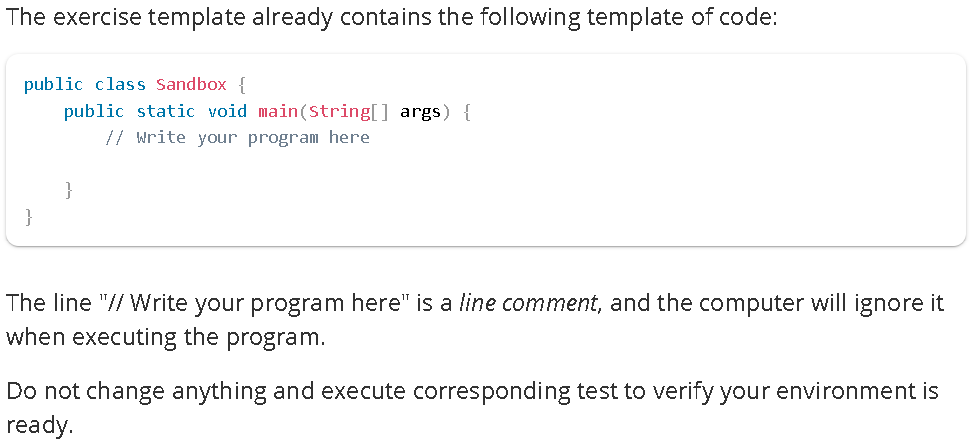 The exercise template already contains the following template of code:
public class Sandbox {
    public static void main(String[] args) {
        // Write your program here
    }
}
The line "// Write your program here" is a line comment, and the computer will ignore it
when executing the program.
Do not change anything and execute corresponding test to verify your environment is
ready.